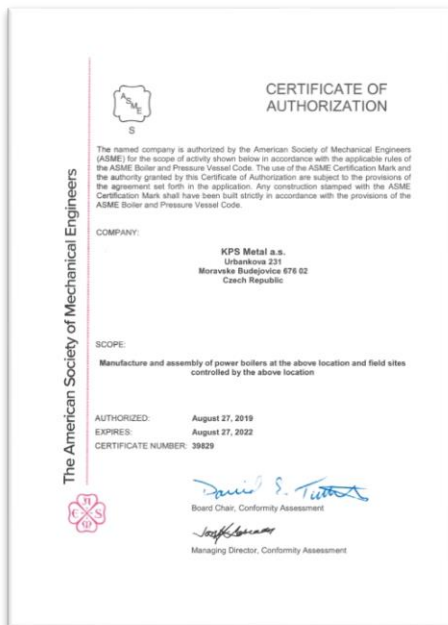 The American Society of Mechanical Engineers
ASME
S
CERTIFICATE OF
AUTHORIZATION
The named company is authorized by the American Society of Mechanical Engineers
(ASME) for the scope of activity shown below in accordance with the applicable rules of
the ASME Boiler and Pressure Vessel Code. The use of the ASME Certification Mark and
the authority granted by this Certificate of Authorization are subject to the provisions of
the agreement set forth in the application. Any construction stamped with the ASME
Certification Mark shall have been built strictly in accordance with the provisions of the
ASME Boiler and Pressure Vessel Code.
COMPANY:
KPS Metal a.s.
Urbankova 231
Moravske Budejovice 676 02
Czech Republic
SCOPE:
Manufacture and assembly of power boilers at the above location and field sites
controlled by the above location
AUTHORIZED: August 27, 2019
EXPIRES: August 27, 2022
CERTIFICATE NUMBER: 39829
Board Chair, Conformity Assessment
Managing Director, Conformity Assessment
ASME